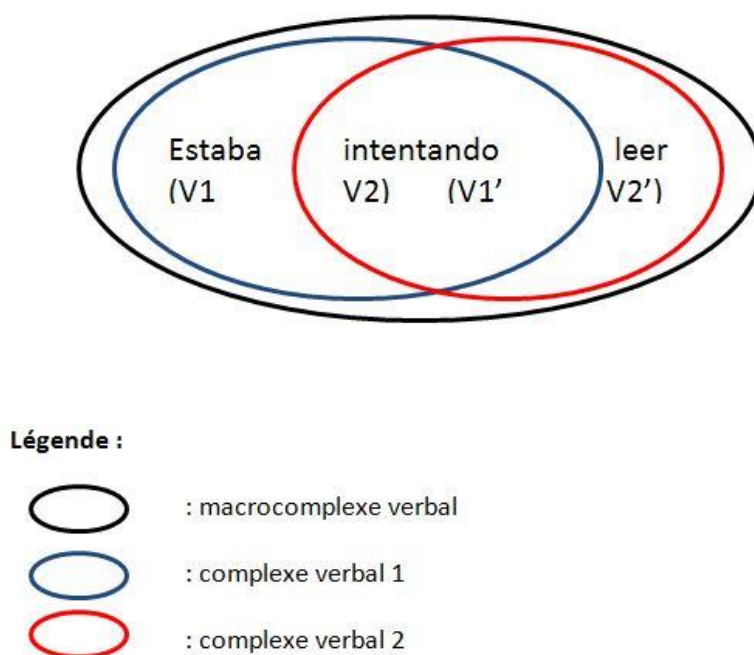 Estaba intentando leer
(V1 V2) (V1’ V2’)
Légende :
: macrocomplexe verbal
: complexe verbal 1
: complexe verbal 2